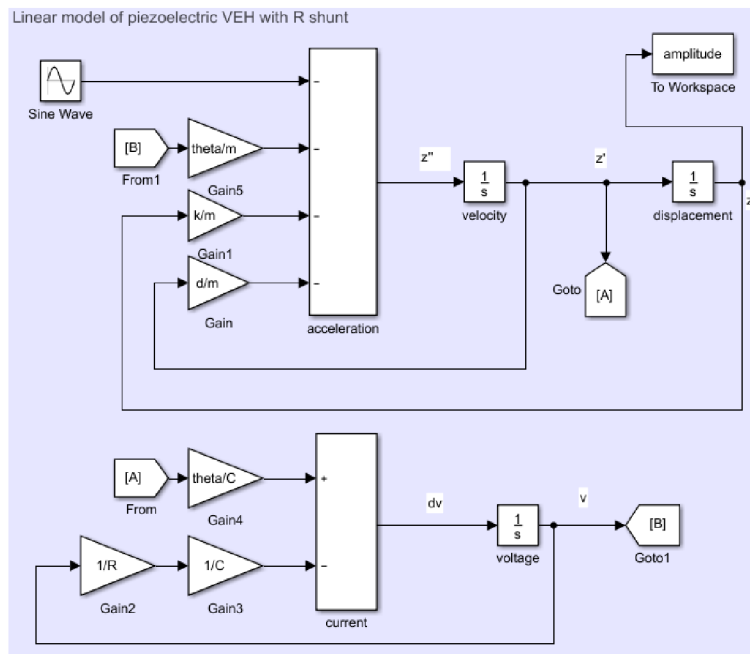 Linear model of piezoelectric VEH with R shunt
amplitude
To Workspace
Sine Wave
–
[B]
From1
theta/m
Gain5
–
z''
1
s
velocity
z'
1
s
displacement
z
k/m
Gain1
–
d/m
Gain
–
Goto
[A]
acceleration
[A]
From
theta/C
Gain4
+
dv
1
s
voltage
v
[B]
Goto1
1/R
Gain2
1/C
Gain3
–
current